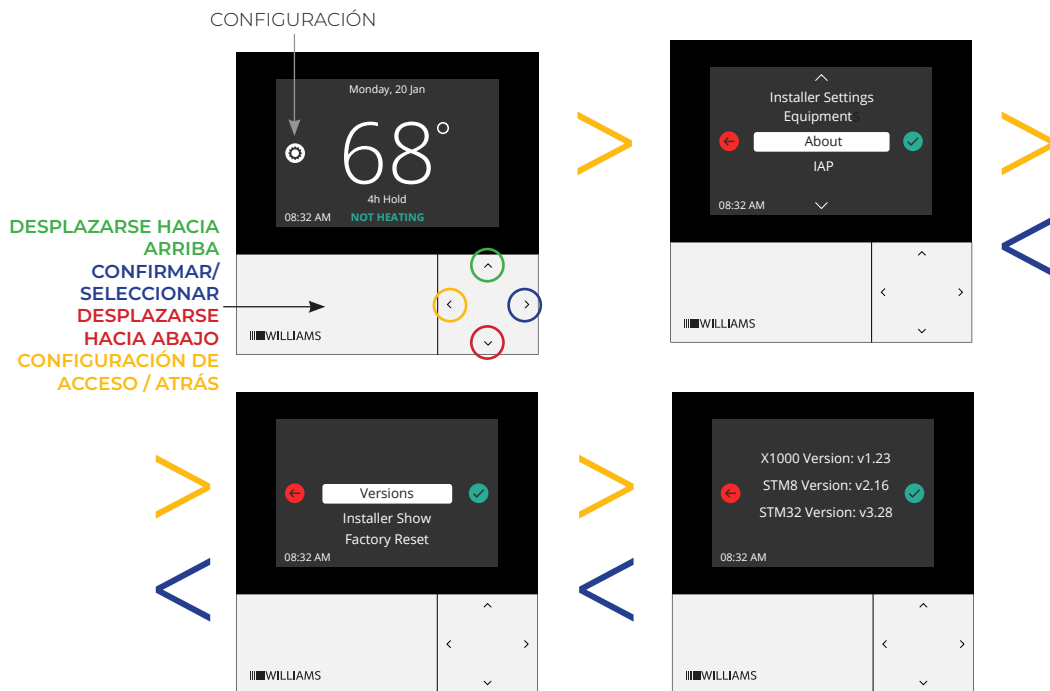 CONFIGURACIÓN
Monday, 20 Jan
68°
4h Hold
08:32 AM NOT HEATING
DESPLAZARSE HACIA
ARRIBA
CONFIRMAR/
SELECCIONAR
DESPLAZARSE
HACIA ABAJO
CONFIGURACIÓN DE
ACCESO / ATRÁS
WILLIAMS
Installer Settings
Equipments
About
IAP
08:32 AM
WILLIAMS
Versions
Installer Show
Factory Reset
08:32 AM
WILLIAMS
X1000 Version: v1.23
STM8 Version: v2.16
STM32 Version: v3.28
08:32 AM
WILLIAMS